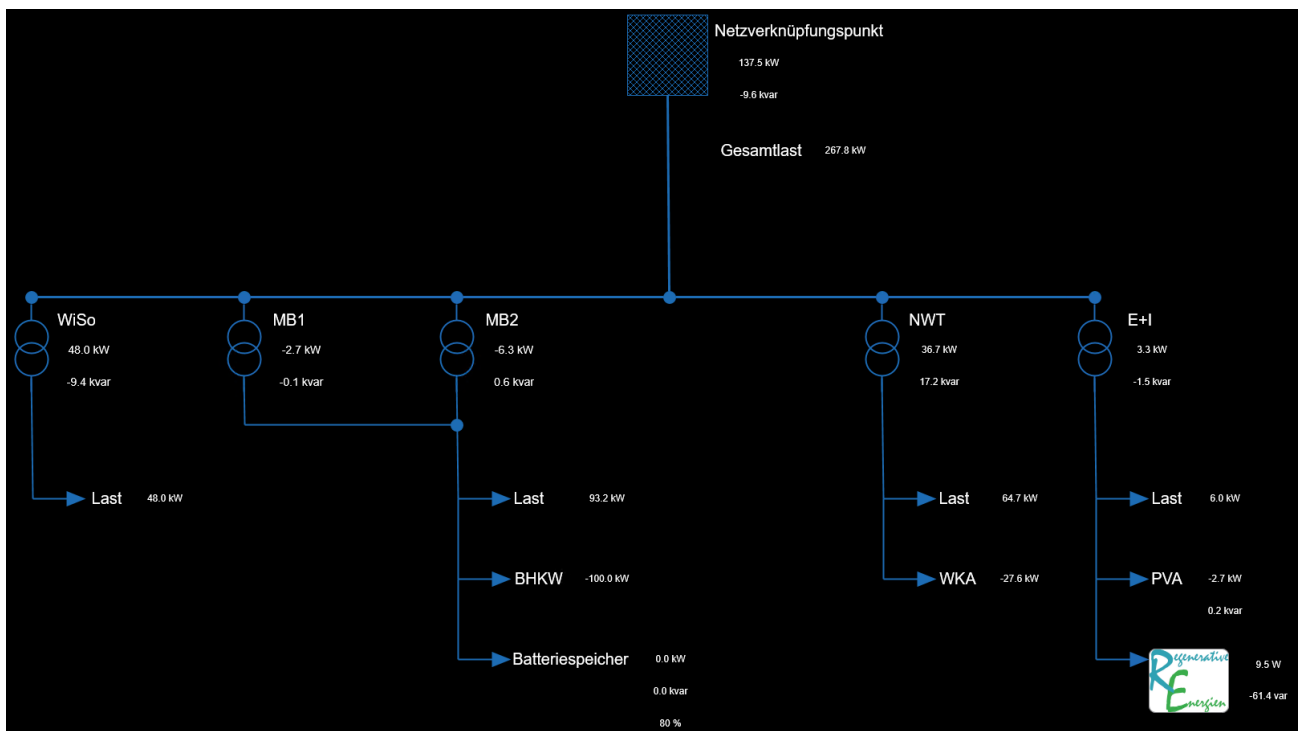 Netzverknüpfungspunkt
137.5 kW
-9.6 kvar
Gesamtlast 267.8 kW
WiSo MB1 MB2 NWT E+I
48.0 kW -2.7 kW -6.3 kW 36.7 kW 3.3 kW
-9.4 kvar -0.1 kvar 0.6 kvar 17.2 kvar -1.5 kvar
Last 48.0 kW Last 93.2 kW Last 64.7 kW Last 6.0 kW
BHKW -100.0 kW WKA -27.6 kW PVA -2.7 kW
0.2 kvar
Batteriespeicher 0.0 kW Regenerative 9.5 W
0.0 kvar Energien -61.4 var
80 %